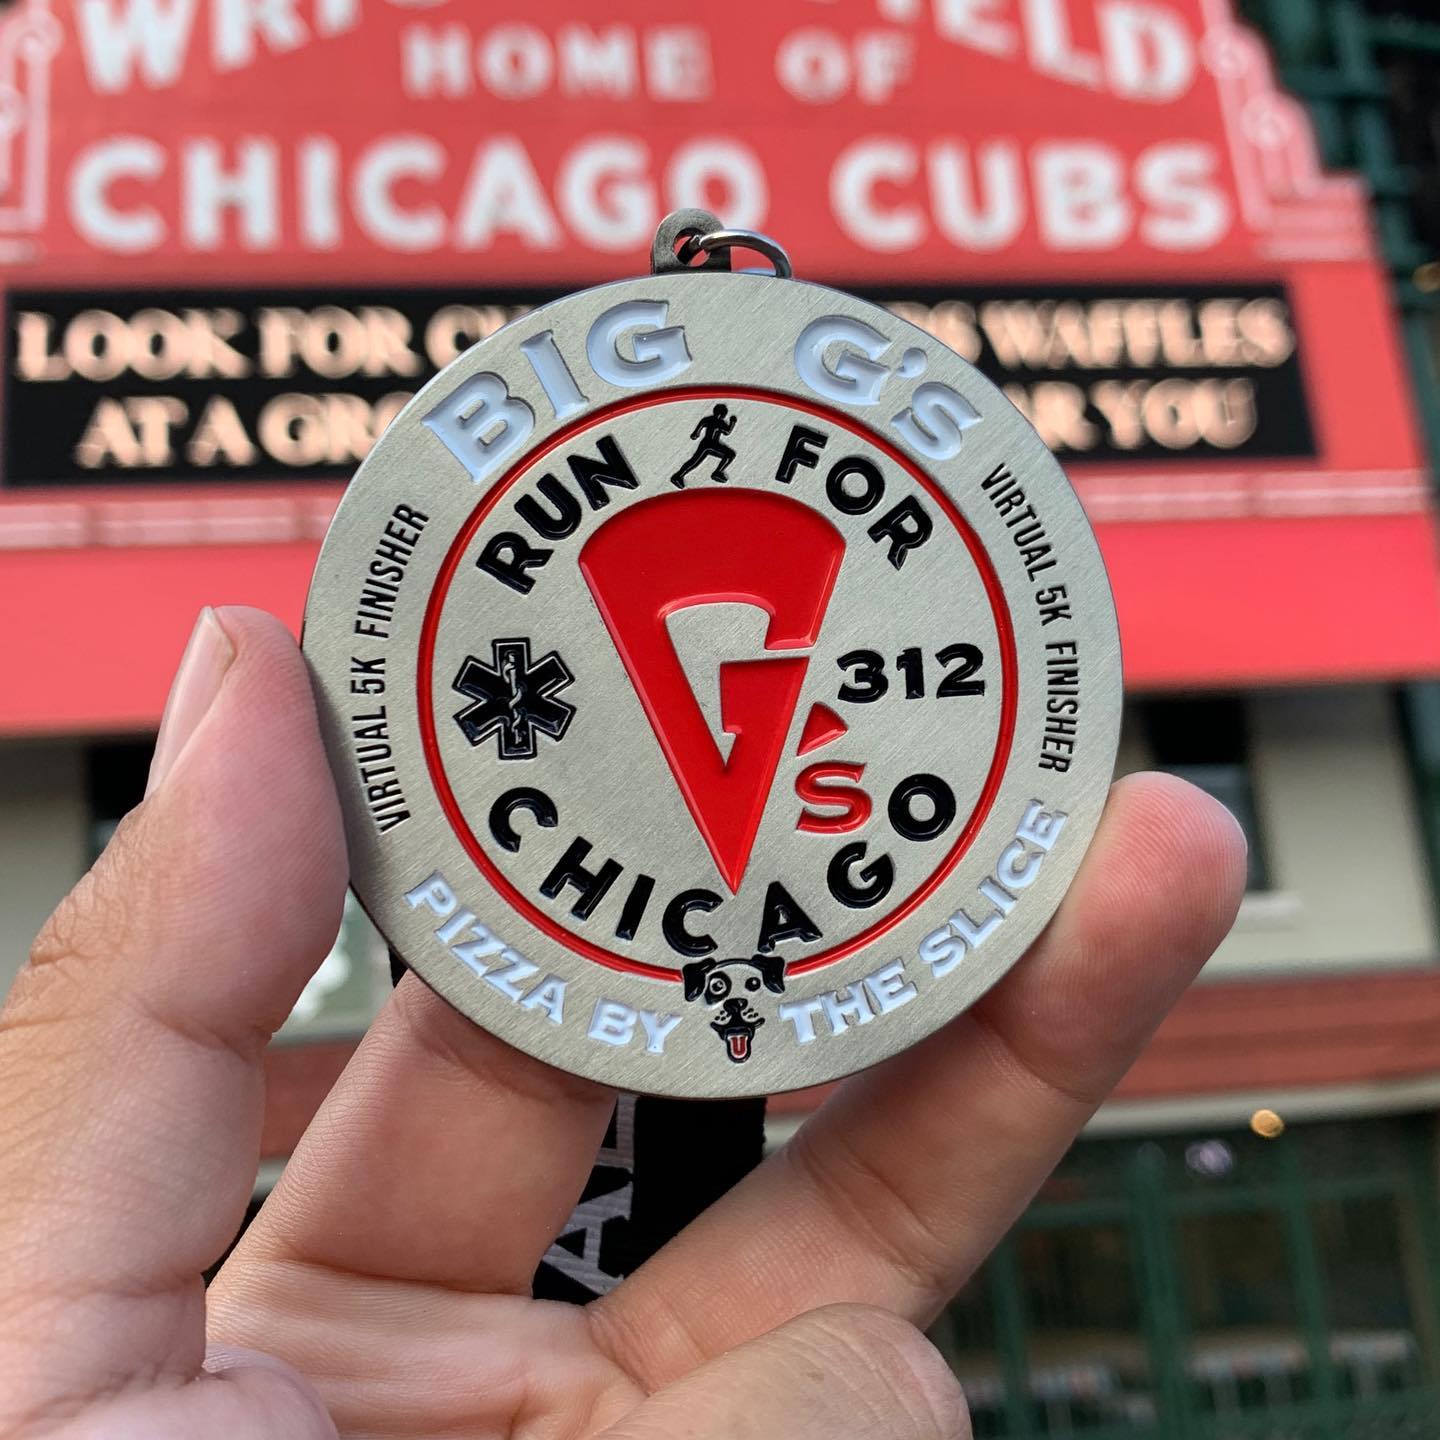 HOME OF
CHICAGO CUBS
LOOK FOR WAFFLES
AT A YOU
BIG G'S
RUN FOR
CHICAGO
G's
312
VIRTUAL 5K FINISHER
VIRTUAL 5K FINISHER
PIZZA BY THE SLICE
U